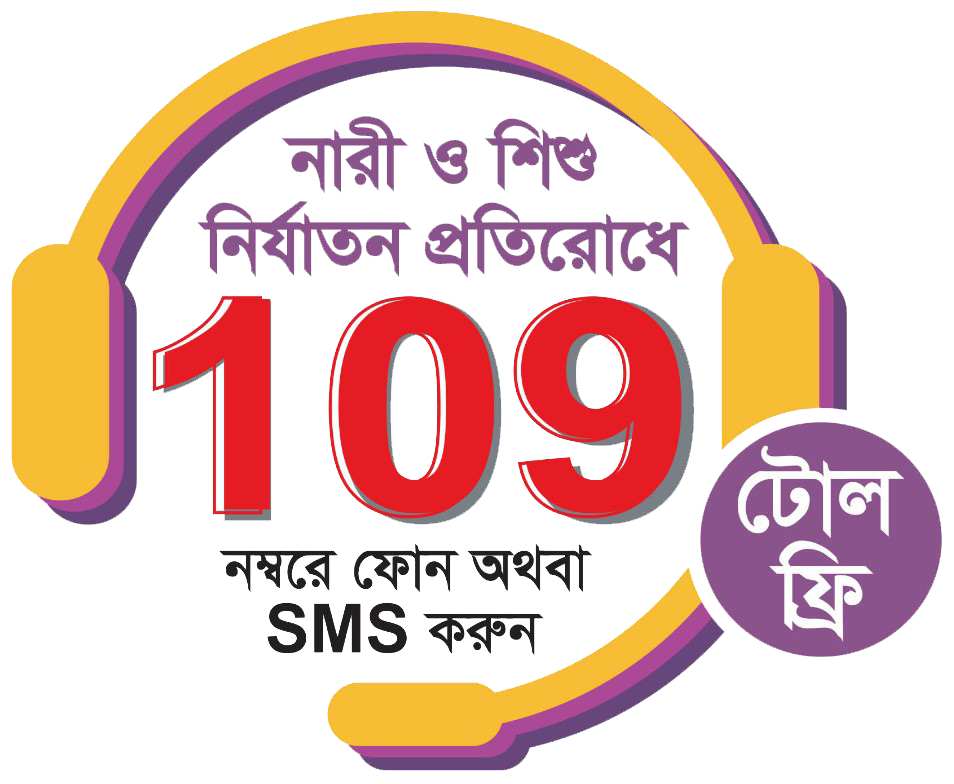 নারী ও শিশু
নির্যাতন প্রতিরোধে
109
নম্বরে ফোন অথবা
SMS করুন
টোল
ফ্রি